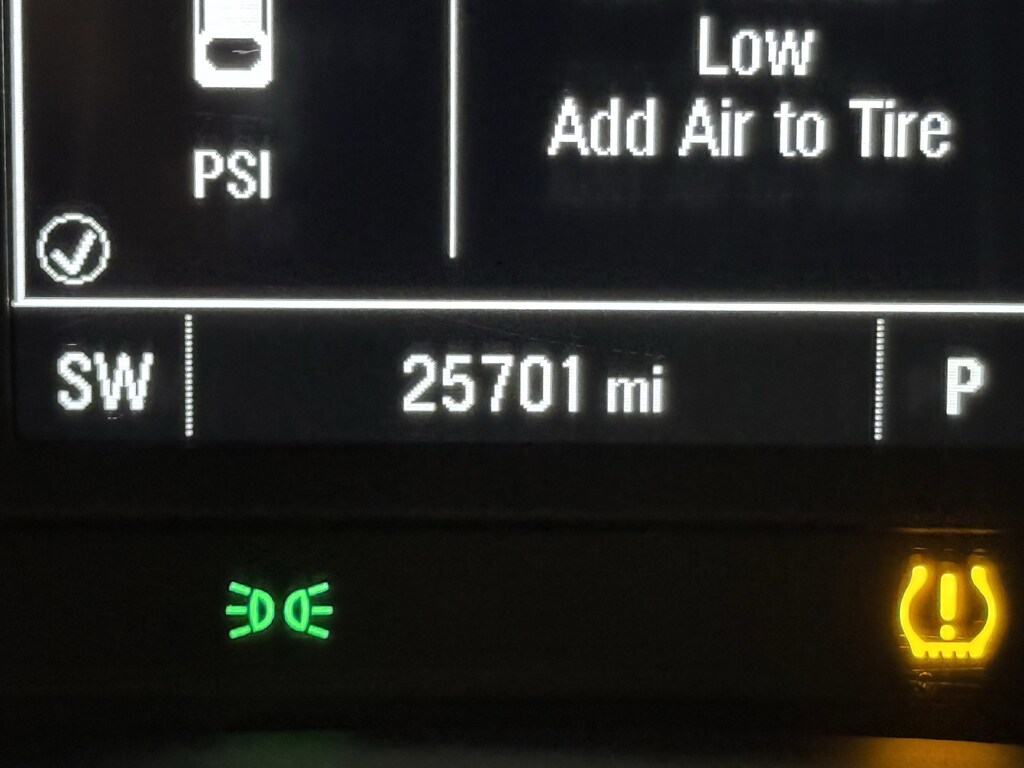 Low
Add Air to Tire
PSI
SW
25701 mi
P